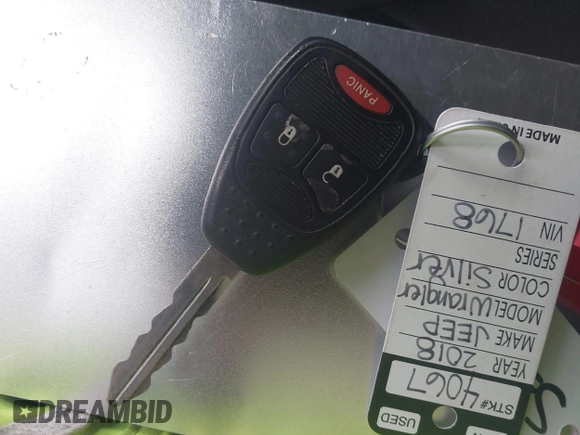 PANIC
MADE IN
USED
STK# 4067
YEAR 2018
MAKE JEEP
MODEL Wrangler
COLOR Silver
SERIES
VIN 1768
DREAMBID